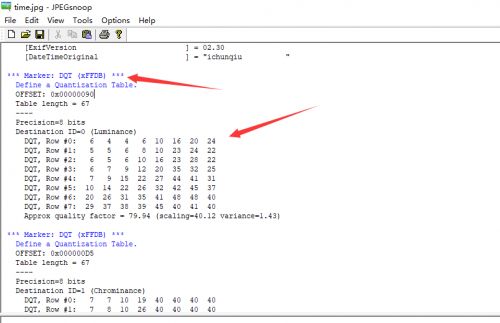 time.jpg - JPEGsnoop
File Edit View Tools Options Help
[ExifVersion ] = 02.30
[DateTimeOriginal ] = "ichunqiu "
*** Marker: DQT (xFFDB) ***
Define a Quantization Table.
OFFSET: 0x00000090
Table length = 67
----
Precision=8 bits
Destination ID=0 (Luminance)
DQT, Row #0: 6 4 4 6 10 16 20 24
DQT, Row #1: 5 5 6 8 10 23 24 22
DQT, Row #2: 6 5 6 10 16 23 28 22
DQT, Row #3: 6 7 9 12 20 35 32 25
DQT, Row #4: 7 9 15 22 27 44 41 31
DQT, Row #5: 10 14 22 26 32 42 45 37
DQT, Row #6: 20 26 31 35 41 48 48 40
DQT, Row #7: 29 37 38 39 45 40 41 40
Approx quality factor = 79.94 (scaling=40.12 variance=1.43)
*** Marker: DQT (xFFDB) ***
Define a Quantization Table.
OFFSET: 0x000000D5
Table length = 67
----
Precision=8 bits
Destination ID=1 (Chrominance)
DQT, Row #0: 7 7 10 19 40 40 40 40
DQT, Row #1: 7 8 10 26 40 40 40 40